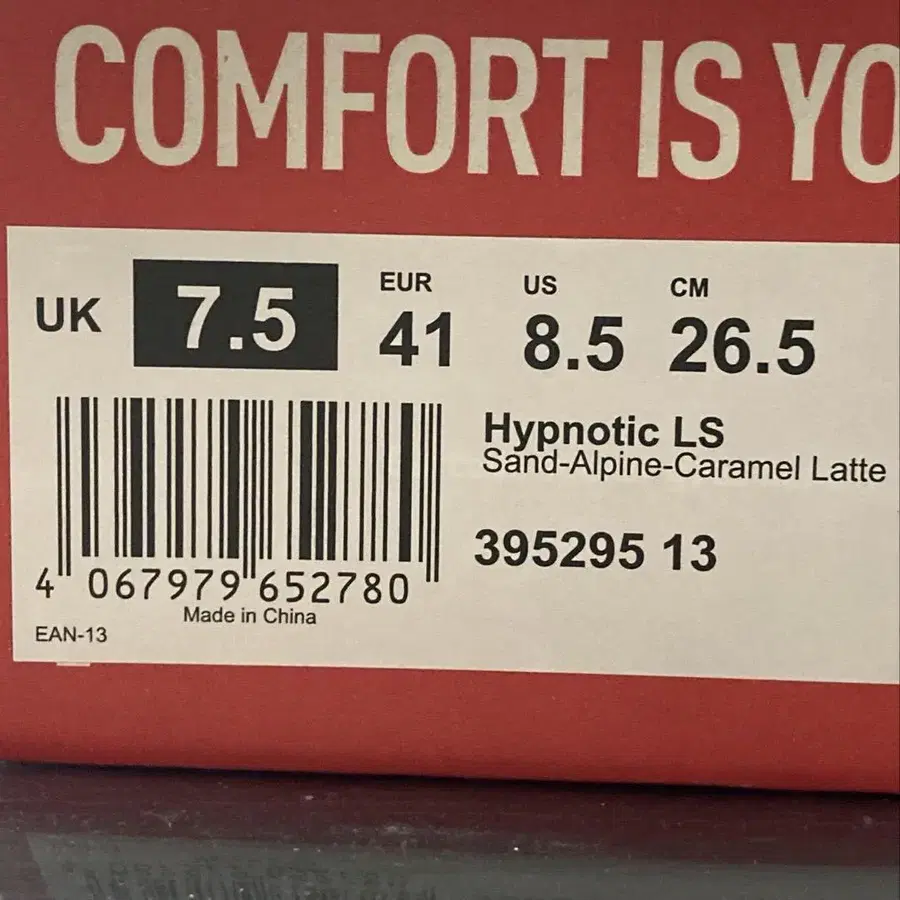 COMFORT IS YO
UK 7.5
EUR 41
US 8.5
CM 26.5
Hypnotic LS
Sand-Alpine-Caramel Latte
395295 13
4 067979 652780
Made in China
EAN-13